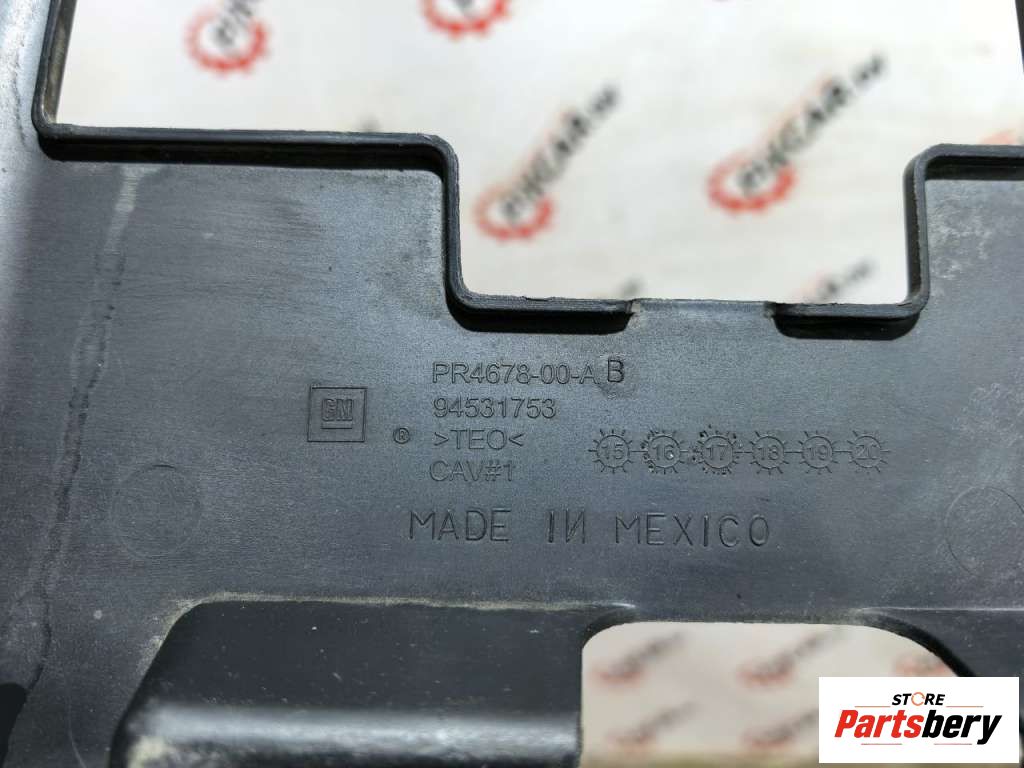 PR4678-00-A B
94531753
GM
® >TEO<
15 16 17 18 19 20
CAV#1
MADE IN MEXICO
STORE
Partsbery